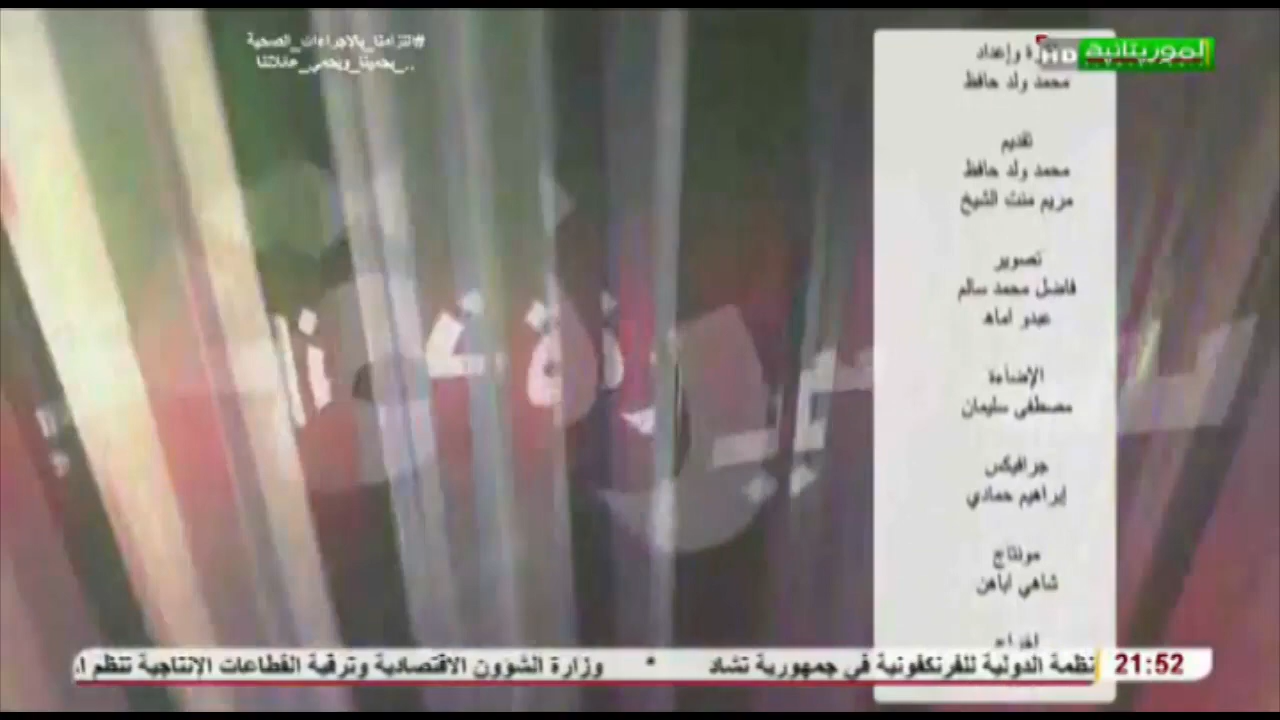 #التزامنا_بالاجراءات_الصحية
.._يحمينا_ويحمي_عائلاتنا
الموريتانية
HD
وإعداد
محمد ولد حافظ
تقديم
محمد ولد حافظ
مريم منت الشيخ
تصوير
فاضل محمد سالم
عبدو اماه
الإضاءة
مصطفى سليمان
جرافيكس
إبراهيم حمادي
مونتاج
شاهي اباهن
21:52
نظمة الدولية للفرنكفونية في جمهورية تشاد * وزارة الشؤون الاقتصادية وترقية القطاعات الإنتاجية تنظم